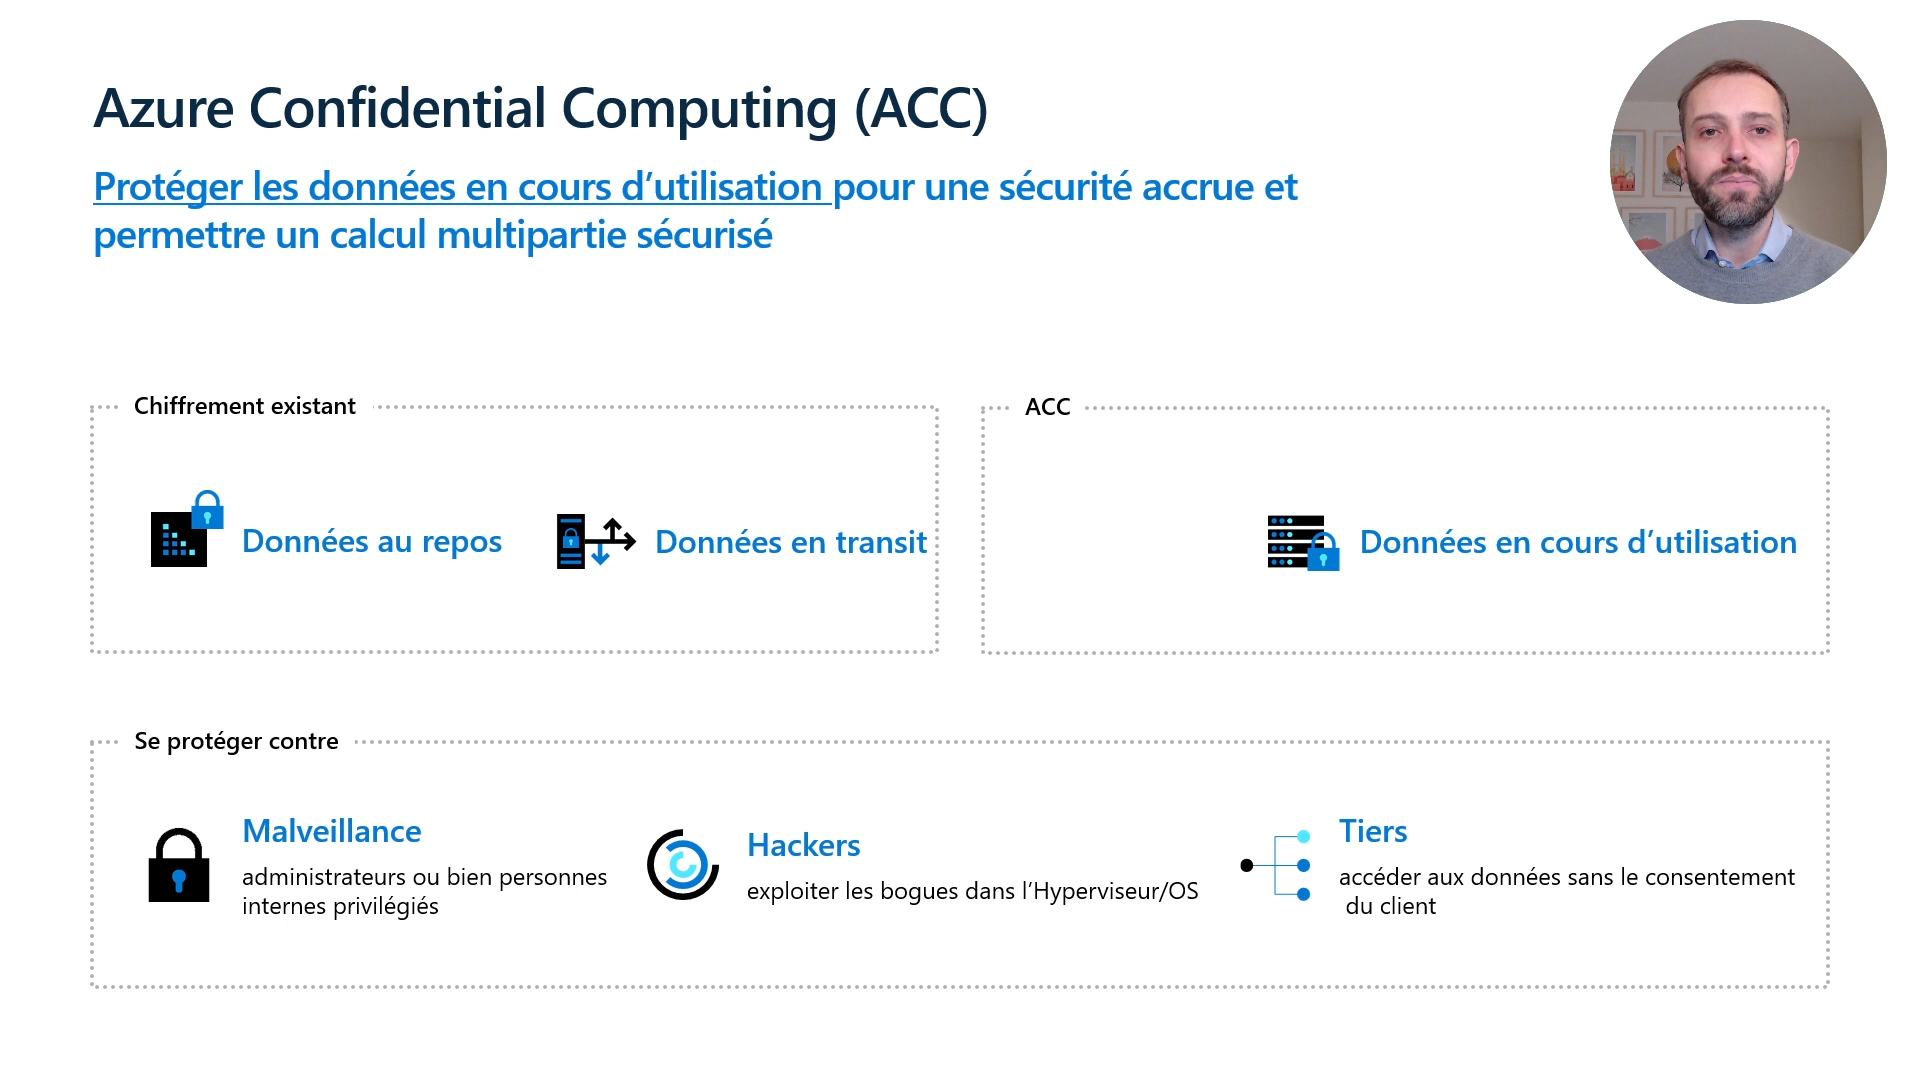 Azure Confidential Computing (ACC)
Protéger les données en cours d’utilisation pour une sécurité accrue et
permettre un calcul multipartie sécurisé
Chiffrement existant
ACC
Données au repos
Données en transit
Données en cours d’utilisation
Se protéger contre
Malveillance
administrateurs ou bien personnes
internes privilégiés
Hackers
exploiter les bogues dans l’Hyperviseur/OS
Tiers
accéder aux données sans le consentement
du client